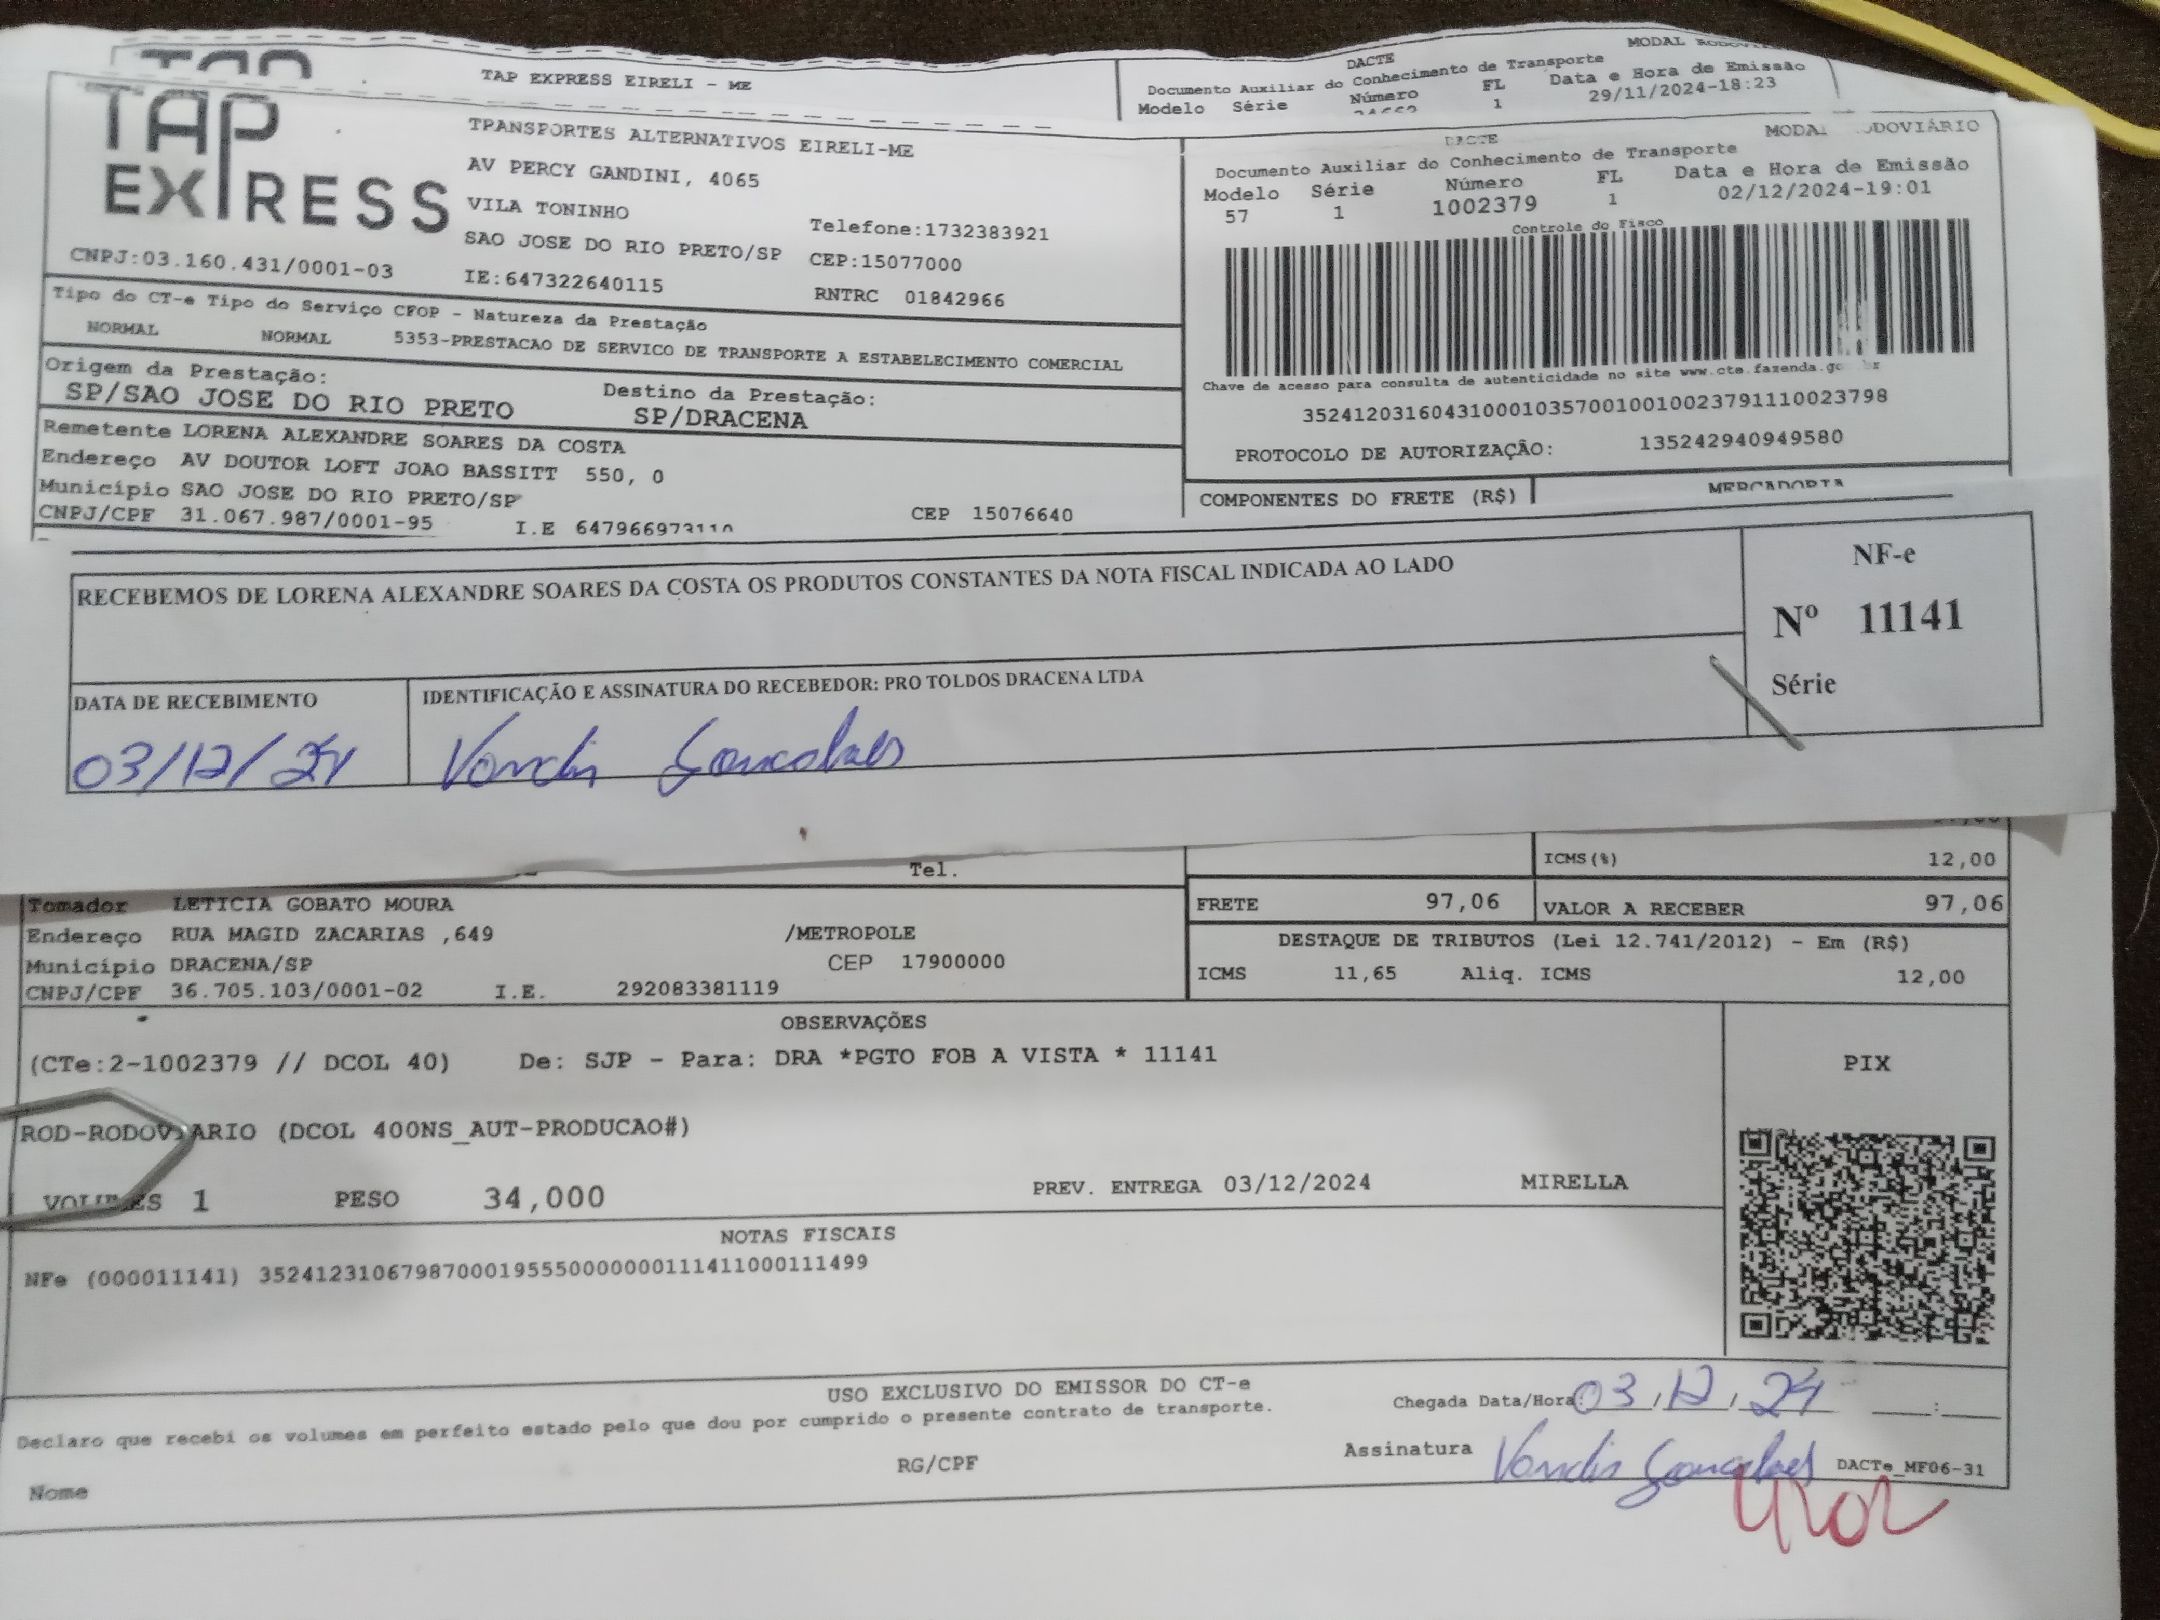 TAP EXPRESS EIRELI - ME
DACTE
MODAL
Documento Auxiliar do Conhecimento de Transporte
Modelo Série Número FL Data e Hora de Emissão
1 29/11/2024-18:23
TAP EXPRESS
TRANSPORTES ALTERNATIVOS EIRELI-ME
AV PERCY GANDINI, 4065
VILA TONINHO
Telefone:1732383921
SAO JOSE DO RIO PRETO/SP CEP:15077000
CNPJ:03.160.431/0001-03
IE:647322640115
RNTRC 01842966
DACTE
Documento Auxiliar do Conhecimento de Transporte
Modelo Série Número FL Data e Hora de Emissão
57 1 1002379 1 02/12/2024-19:01
Controle do Fisco
Chave de acesso para consulta de autenticidade no site
35241203160431000103570010010023791110023798
PROTOCOLO DE AUTORIZAÇÃO: 135242940949580
COMPONENTES DO FRETE (R$)
MERCADORIA
Tipo do CT-e Tipo do Serviço CFOP - Natureza da Prestação
NORMAL NORMAL 5353-PRESTACAO DE SERVICO DE TRANSPORTE A ESTABELECIMENTO COMERCIAL
Origem da Prestação: Destino da Prestação:
SP/SAO JOSE DO RIO PRETO SP/DRACENA
Remetente LORENA ALEXANDRE SOARES DA COSTA
Endereço AV DOUTOR LOFT JOAO BASSITT 550, 0
Município SAO JOSE DO RIO PRETO/SP
CEP 15076640
CNPJ/CPF 31.067.987/0001-95 I.E 647966973110
RECEBEMOS DE LORENA ALEXANDRE SOARES DA COSTA OS PRODUTOS CONSTANTES DA NOTA FISCAL INDICADA AO LADO
NF-e
Nº 11141
Série
DATA DE RECEBIMENTO
03/12/24
IDENTIFICAÇÃO E ASSINATURA DO RECEBEDOR: PRO TOLDOS DRACENA LTDA
Tel.
ICMS(%) 12,00
Tomador LETICIA GOBATO MOURA
Endereço RUA MAGID ZACARIAS ,649 /METROPOLE
Município DRACENA/SP CEP 17900000
CNPJ/CPF 36.705.103/0001-02 I.E. 292083381119
FRETE 97,06 VALOR A RECEBER 97,06
DESTAQUE DE TRIBUTOS (Lei 12.741/2012) - Em (R$)
ICMS 11,65 Aliq. ICMS 12,00
OBSERVAÇÕES
(CTe:2-1002379 // DCOL 40) De: SJP - Para: DRA *PGTO FOB A VISTA * 11141
PIX
ROD-RODOVIARIO (DCOL 400NS_AUT-PRODUCAO#)
VOLUMES 1 PESO 34,000 PREV. ENTREGA 03/12/2024 MIRELLA
NOTAS FISCAIS
NFe (000011141) 35241231067987000195550000000111411000111499
USO EXCLUSIVO DO EMISSOR DO CT-e
Declaro que recebi os volumes em perfeito estado pelo que dou por cumprido o presente contrato de transporte.
Chegada Data/Hora 03/12/24 ___:___
Nome
RG/CPF
Assinatura
DACTe_MF06-31